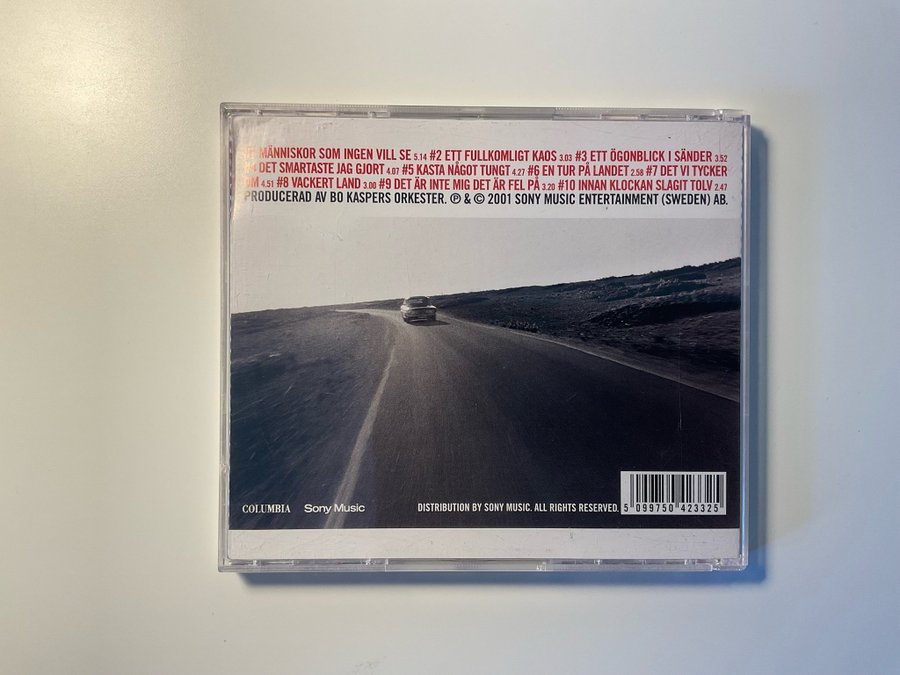 MÄNNISKOR SOM INGEN VILL SE 5.14 #2 ETT FULLKOMLIGT KAOS 3.03 #3 ETT ÖGONBLICK I SÄNDER 3.52
DET SMARTASTE JAG GJORT 4.07 #5 KASTA NÅGOT TUNGT 4.27 #6 EN TUR PÅ LANDET 2.58 #7 DET VI TYCKER
OM 4.51 #8 VACKERT LAND 3.00 #9 DET ÄR INTE MIG DET ÄR FEL PÅ 3.20 #10 INNAN KLOCKAN SLAGIT TOLV 2.47
PRODUCERAD AV BO KASPERS ORKESTER. ℗ & © 2001 SONY MUSIC ENTERTAINMENT (SWEDEN) AB.
COLUMBIA Sony Music DISTRIBUTION BY SONY MUSIC. ALL RIGHTS RESERVED.
5 099750 423325